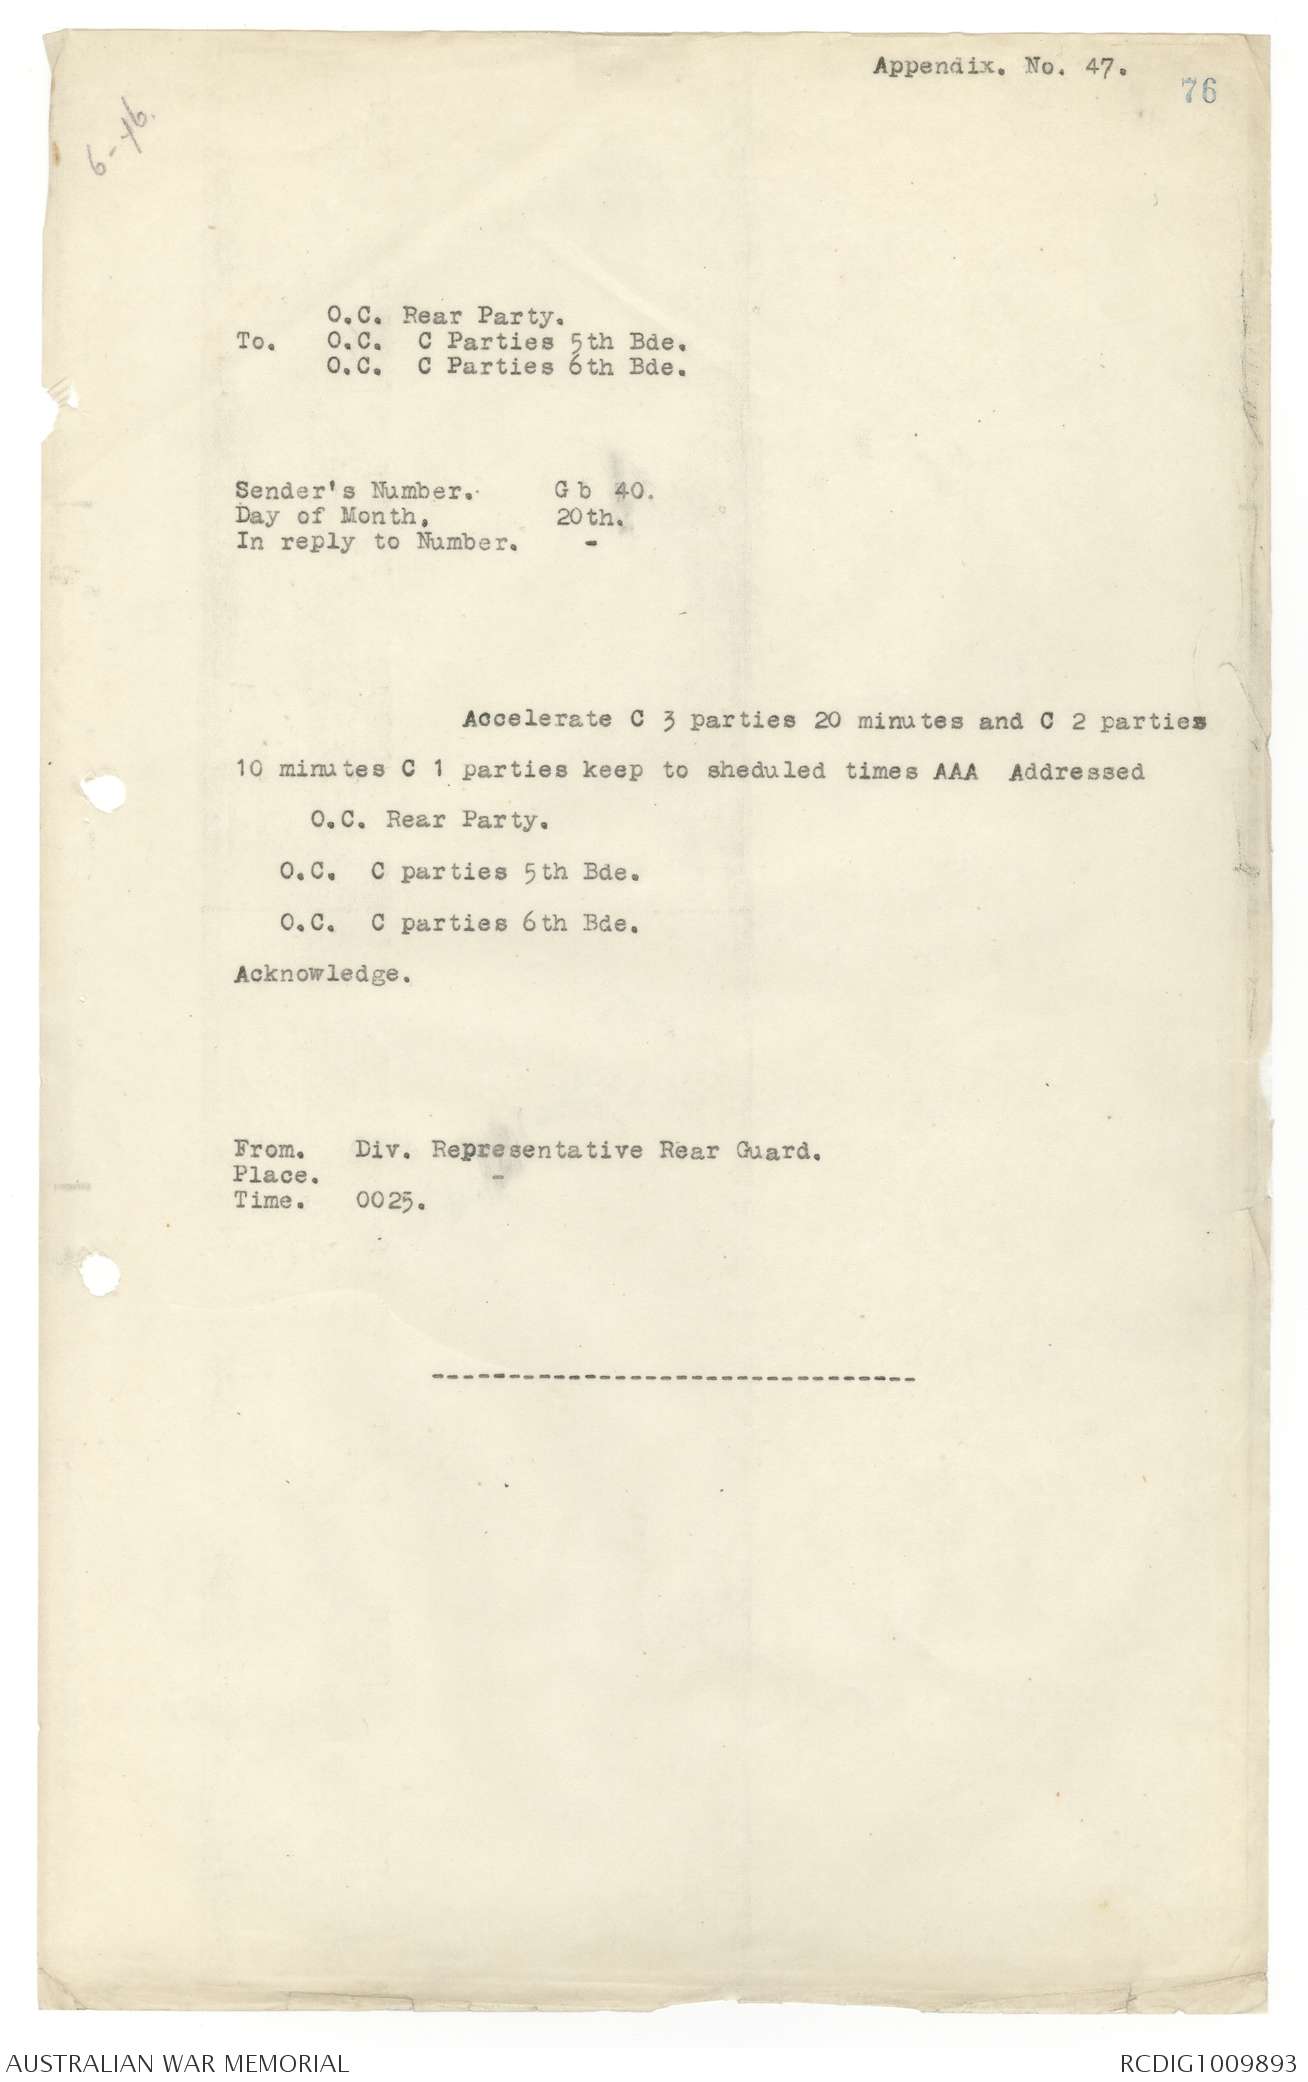 Appendix. No. 47.
76
6-16.
O.C. Rear Party.
To. O.C. C Parties 5th Bde.
O.C. C Parties 6th Bde.
Sender's Number. G b 40.
Day of Month. 20th.
In reply to Number. -
Accelerate C 3 parties 20 minutes and C 2 parties
10 minutes C 1 parties keep to sheduled times AAA Addressed
O.C. Rear Party.
O.C. C parties 5th Bde.
O.C. C parties 6th Bde.
Acknowledge.
From. Div. Representative Rear Guard.
Place. -
Time. 0025.
--------------------------------
AUSTRALIAN WAR MEMORIAL
RCDIG1009893